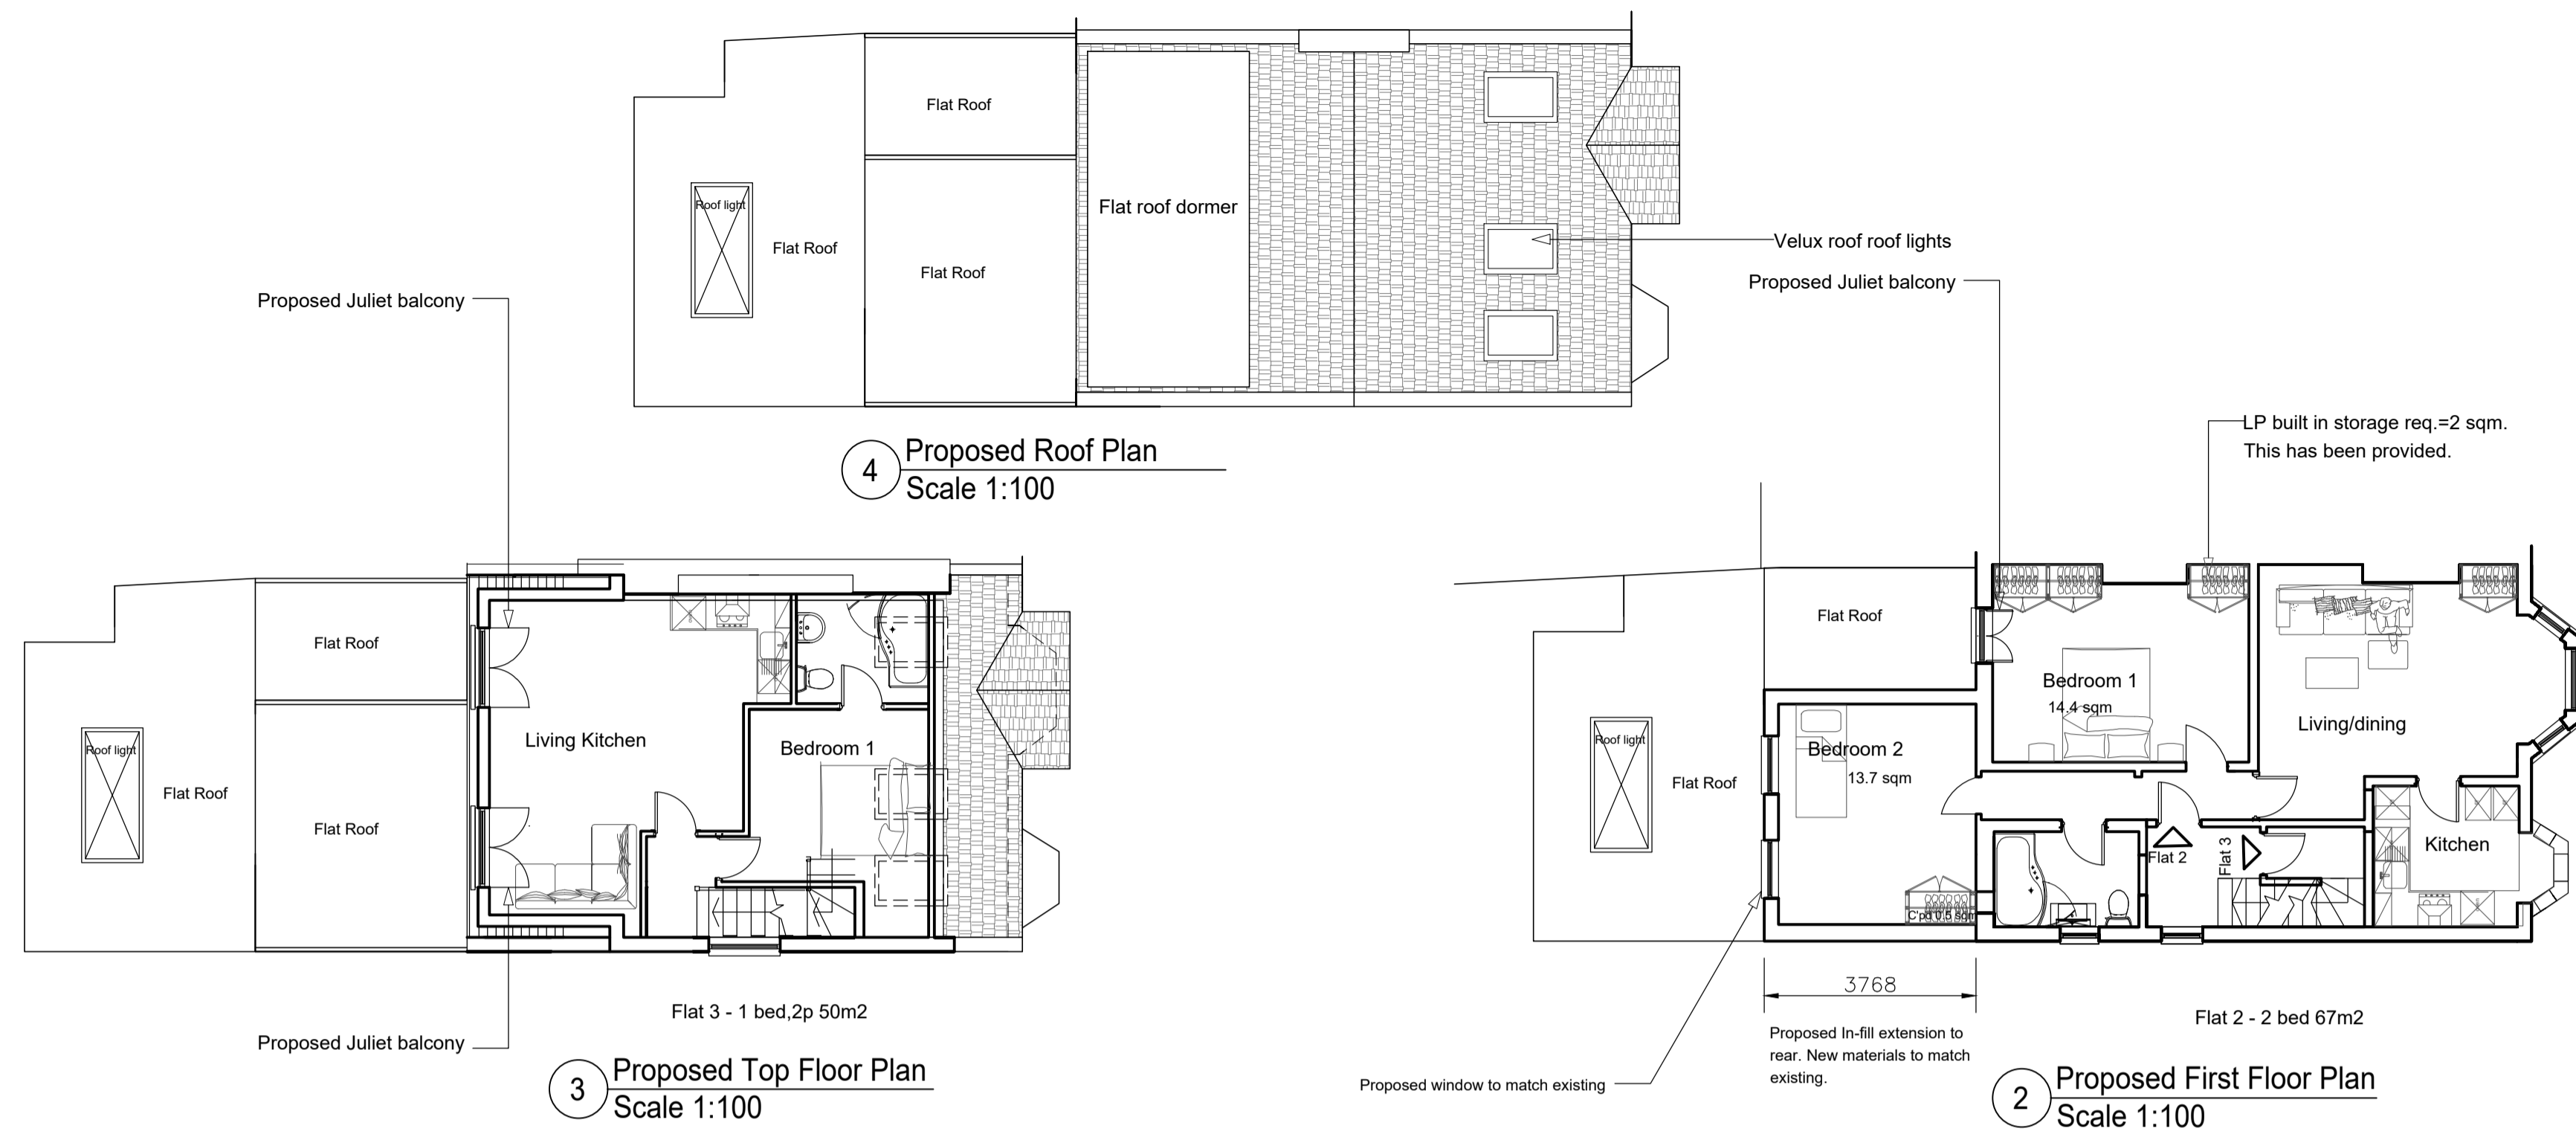 Flat Roof
Flat roof dormer
Roof light
Flat Roof
Flat Roof
Velux roof roof lights
4
Proposed Roof Plan
Scale 1:100
Proposed Juliet balcony
Flat Roof
Living Kitchen
Bedroom 1
Roof light
Flat Roof
Flat Roof
Proposed Juliet balcony
Flat 3 - 1 bed,2p 50m2
3
Proposed Top Floor Plan
Scale 1:100
Proposed Juliet balcony
LP built in storage req.=2 sqm.
This has been provided.
Flat Roof
Bedroom 1
14.4 sqm
Living/dining
Roof light
Bedroom 2
13.7 sqm
Flat Roof
Flat 2
Flat 3
Kitchen
C'pd 0.5 sqm
3768
Proposed In-fill extension to
rear. New materials to match
existing.
Proposed window to match existing
Flat 2 - 2 bed 67m2
2
Proposed First Floor Plan
Scale 1:100